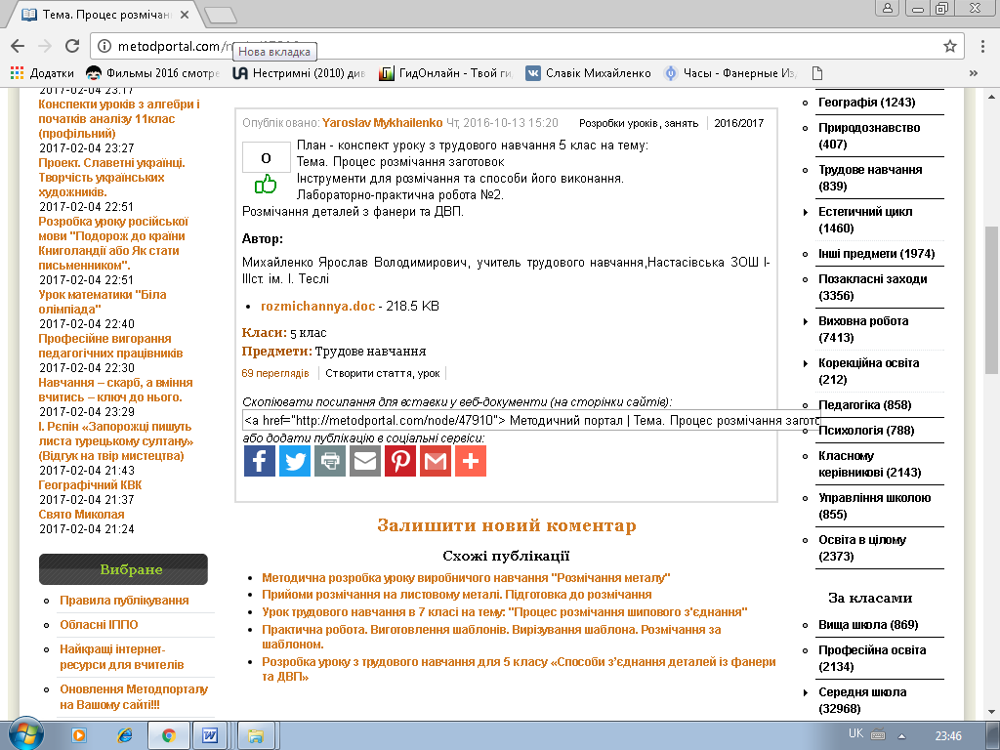 Тема. Процес розмічан
metodportal.com/n
Нова вкладка
Додатки
Фильмы 2016 смотре
Нестримні (2010) див
ГидОнлайн - Твой ги
Славік Михайленко
Часы - Фанерные Из
»
2017-02-04 23:17
Конспекти уроків з алгебри і
початків аналізу 11клас
(профільний)
2017-02-04 23:27
Проект. Славетні українці.
Творчість українських
художників.
2017-02-04 22:51
Розробка уроку російської
мови "Подорож до країни
Книголандії або Як стати
письменником".
2017-02-04 22:51
Урок математики "Біла
олімпіада"
2017-02-04 22:40
Професійне вигорання
педагогічних працівників
2017-02-04 22:30
Навчання – скарб, а вміння
вчитись – ключ до нього.
2017-02-04 23:29
І. Рєпін «Запорожці пишуть
листа турецькому султану»
(Відгук на твір мистецтва)
2017-02-04 21:43
Географічний КВК
2017-02-04 21:37
Свято Миколая
2017-02-04 21:24
Вибране
Правила публікування
Обласні ІППО
Найкращі інтернет-
ресурси для вчителів
Оновлення Методпорталу
на Вашому сайті!!!
Опубліковано: Yaroslav Mykhailenko Чт, 2016-10-13 15:20
Розробки уроків, занять
2016/2017
0
План - конспект уроку з трудового навчання 5 клас на тему:
Тема. Процес розмічання заготовок
Інструменти для розмічання та способи його виконання.
Лабораторно-практична робота №2.
Розмічання деталей з фанери та ДВП.
Автор:
Михайленко Ярослав Володимирович, учитель трудового навчання,Настасівська ЗОШ І-
ІІІст. ім. І. Теслі
rozmichannya.doc - 218.5 KB
Класи: 5 клас
Предмети: Трудове навчання
69 переглядів
Створити стаття, урок
Скопіювати посилання для вставки у веб-документи (на сторінки сайтів):
<a href="http://metodportal.com/node/47910"> Методичний портал | Тема. Процес розмічання загото
або додати публікацію в соціальні сервіси:
Залишити новий коментар
Схожі публікації
Методична розробка уроку виробничого навчання "Розмічання металу"
Прийоми розмічання на листовому металі. Підготовка до розмічання
Урок трудового навчання в 7 класі на тему: "Процес розмічання шипового з'єднання"
Практична робота. Виготовлення шаблонів. Вирізування шаблона. Розмічання за
шаблоном.
Розробка уроку з трудового навчання для 5 класу «Способи з’єднання деталей із фанери
та ДВП»
Географія (1243)
Природознавство
(407)
Трудове навчання
(839)
Естетичний цикл
(1460)
Інші предмети (1974)
Позакласні заходи
(3356)
Виховна робота
(7413)
Корекційна освіта
(212)
Педагогіка (858)
Психологія (788)
Класному
керівникові (2143)
Управління школою
(855)
Освіта в цілому
(2373)
За класами
Вища школа (869)
Професійна освіта
(2134)
Середня школа
(32968)
UK
23:46